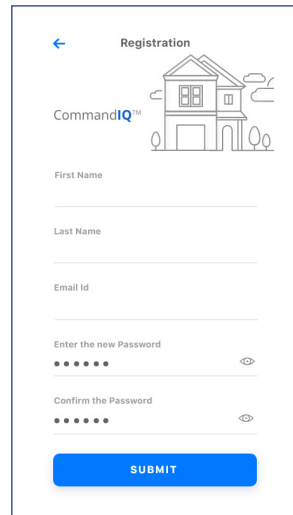 Registration
CommandIQ™
First Name
Last Name
Email Id
Enter the new Password
Confirm the Password
SUBMIT